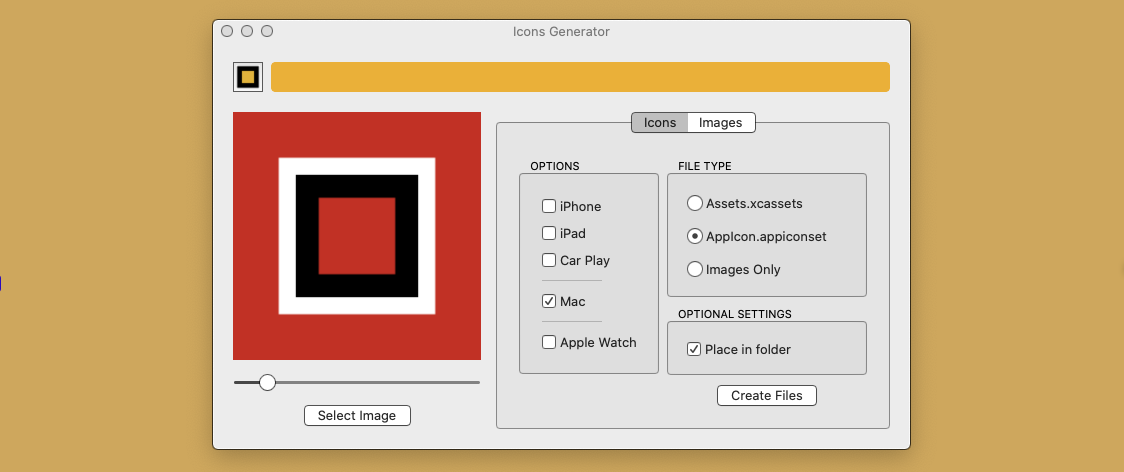 Icons Generator
Icons Images
OPTIONS
iPhone
iPad
Car Play
Mac
Apple Watch
FILE TYPE
Assets.xcassets
AppIcon.appiconset
Images Only
OPTIONAL SETTINGS
Place in folder
Create Files
Select Image